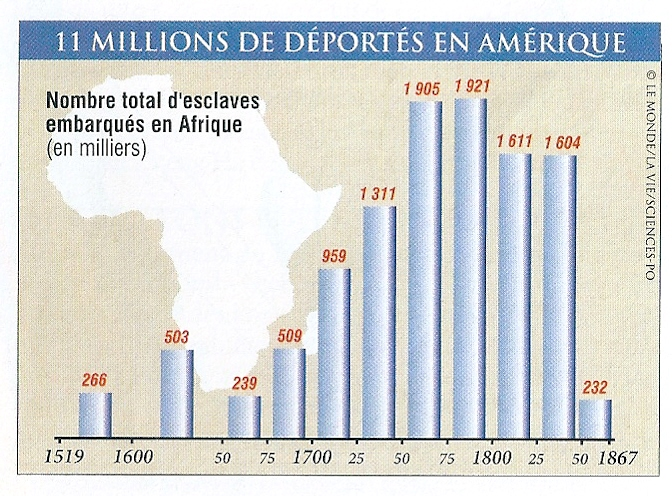 11 MILLIONS DE DÉPORTÉS EN AMÉRIQUE
Nombre total d'esclaves
embarqués en Afrique
(en milliers)
© LE MONDE/LA VIE/SCIENCES-PO
266
503
239
509
959
1 311
1 905
1 921
1 611
1 604
232
1519 1600 50 75 1700 25 50 75 1800 25 50 1867